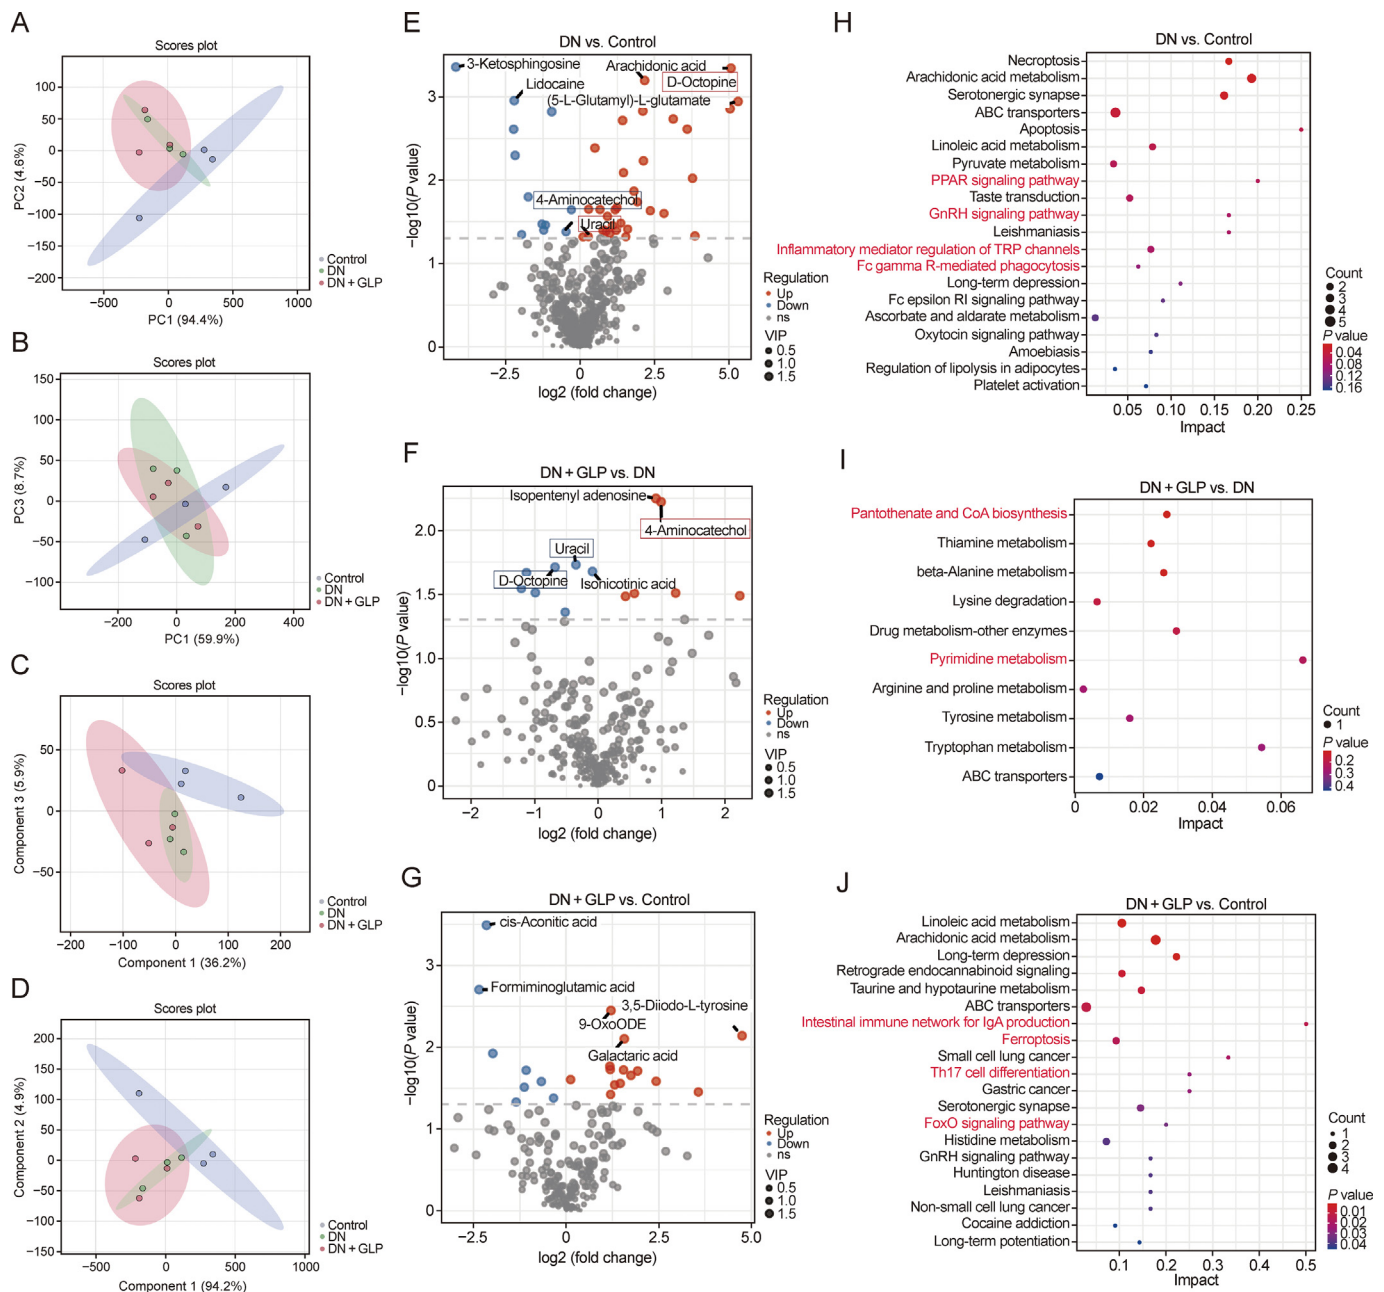 A
Scores plot
100
50
0
−50
−100
−150
−200
PC2 (4.6%)
−500
0
500
1000
PC1 (94.4%)
Control
DN
DN + GLP
B
Scores plot
150
100
50
0
−50
−100
PC3 (8.7%)
−400
−200
0
200
400
PC1 (59.9%)
Control
DN
DN + GLP
C
Scores plot
50
0
−50
Component 3 (5.9%)
−200
−100
0
100
200
Component 1 (36.2%)
Control
DN
DN + GLP
D
Scores plot
200
150
100
50
0
−50
−100
−150
Component 2 (4.9%)
−500
0
500
1000
Component 1 (94.2%)
Control
DN
DN + GLP
E
DN vs. Control
3-Ketosphingosine
Arachidonic acid
Lidocaine
D-Octopine
(5-L-Glutamyl)-L-glutamate
4-Aminocatechol
Uracil
3
2
1
0
−log10(P value)
−2.5
0
2.5
5.0
log2 (fold change)
Regulation
Up
Down
ns
VIP
0.5
1.0
1.5
F
DN + GLP vs. DN
Isopentenyl adenosine
4-Aminocatechol
Uracil
D-Octopine
Isonicotinic acid
2.0
1.5
1.0
0.5
0
−log10(P value)
−2
−1
0
1
2
log2 (fold change)
Regulation
Up
Down
ns
VIP
0.5
1.0
1.5
G
DN + GLP vs. Control
cis-Aconitic acid
Formiminoglutamic acid
3,5-Diiodo-L-tyrosine
9-OxoODE
Galactaric acid
3
2
1
0
−log10(P value)
−2.5
0
2.5
5.0
log2 (fold change)
Regulation
Up
Down
ns
VIP
0.5
1.0
1.5
H
DN vs. Control
Necroptosis
Arachidonic acid metabolism
Serotonergic synapse
ABC transporters
Apoptosis
Linoleic acid metabolism
Pyruvate metabolism
PPAR signaling pathway
Taste transduction
GnRH signaling pathway
Leishmaniasis
Inflammatory mediator regulation of TRP channels
Fc gamma R-mediated phagocytosis
Long-term depression
Fc epsilon RI signaling pathway
Ascorbate and aldarate metabolism
Oxytocin signaling pathway
Amoebiasis
Regulation of lipolysis in adipocytes
Platelet activation
0.05
0.10
0.15
0.20
0.25
Impact
Count
2
3
4
5
P value
0.04
0.08
0.12
0.16
I
DN + GLP vs. DN
Pantothenate and CoA biosynthesis
Thiamine metabolism
beta-Alanine metabolism
Lysine degradation
Drug metabolism-other enzymes
Pyrimidine metabolism
Arginine and proline metabolism
Tyrosine metabolism
Tryptophan metabolism
ABC transporters
0
0.02
0.04
0.06
Impact
Count
1
P value
0.2
0.3
0.4
J
DN + GLP vs. Control
Linoleic acid metabolism
Arachidonic acid metabolism
Long-term depression
Retrograde endocannabinoid signaling
Taurine and hypotaurine metabolism
ABC transporters
Intestinal immune network for IgA production
Ferroptosis
Small cell lung cancer
Th17 cell differentiation
Gastric cancer
Serotonergic synapse
FoxO signaling pathway
Histidine metabolism
GnRH signaling pathway
Huntington disease
Leishmaniasis
Non-small cell lung cancer
Cocaine addiction
Long-term potentiation
0.1
0.2
0.3
0.4
0.5
Impact
Count
1
2
3
4
P value
0.01
0.02
0.03
0.04